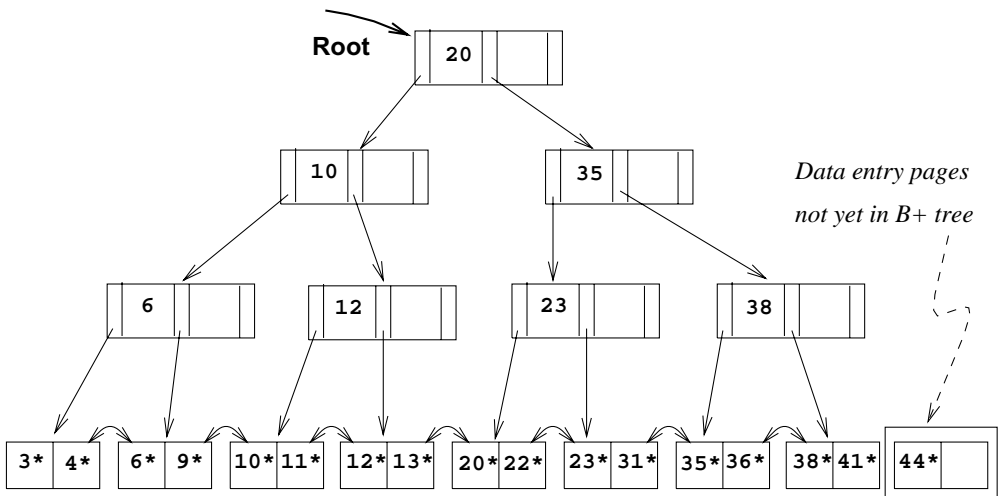 Root
20
10
35
Data entry pages
not yet in B+ tree
6
12
23
38
3* 4* 6* 9* 10* 11* 12* 13* 20* 22* 23* 31* 35* 36* 38* 41* 44*